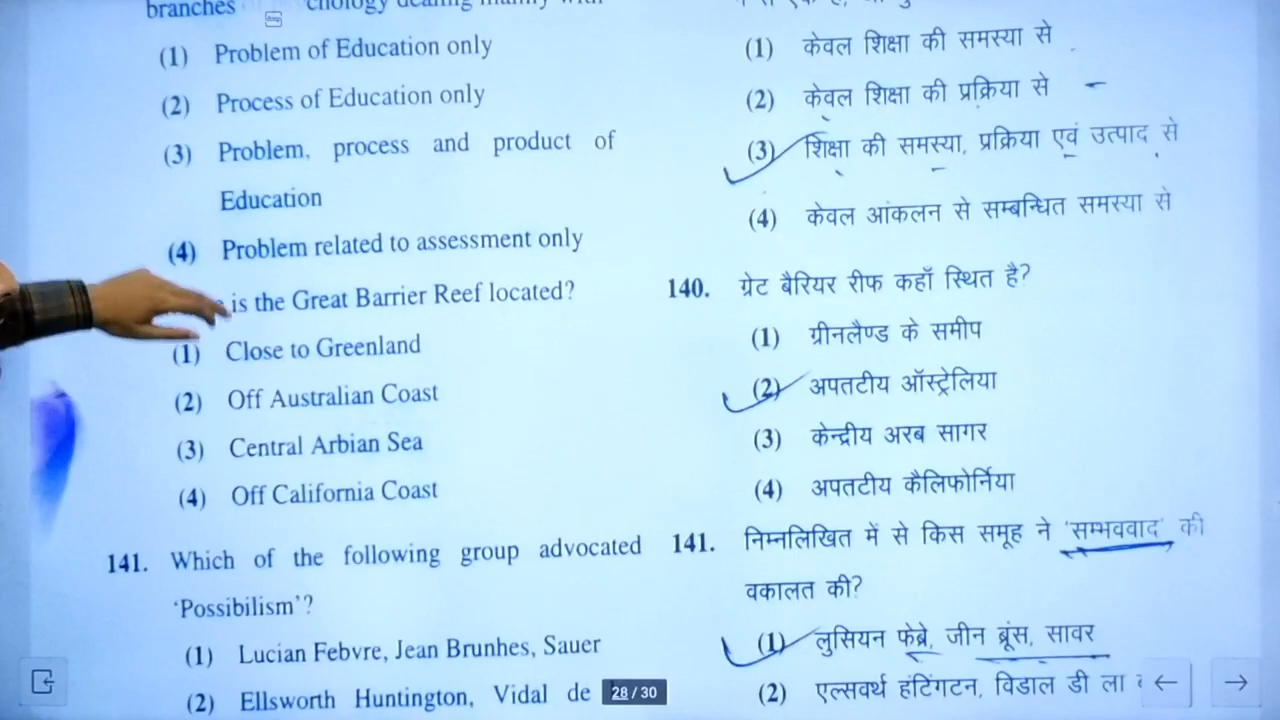 branches
(1) Problem of Education only
(2) Process of Education only
(3) Problem, process and product of
Education
(4) Problem related to assessment only
is the Great Barrier Reef located?
(1) Close to Greenland
(2) Off Australian Coast
(3) Central Arbian Sea
(4) Off California Coast
141. Which of the following group advocated
‘Possibilism’?
(1) Lucian Febvre, Jean Brunhes, Sauer
(2) Ellsworth Huntington, Vidal de
(1) केवल शिक्षा की समस्या से
(2) केवल शिक्षा की प्रक्रिया से
(3) शिक्षा की समस्या, प्रक्रिया एवं उत्पाद से
(4) केवल आंकलन से सम्बन्धित समस्या से
140. ग्रेट बैरियर रीफ कहाँ स्थित है?
(1) ग्रीनलैण्ड के समीप
(2) अपतटीय ऑस्ट्रेलिया
(3) केन्द्रीय अरब सागर
(4) अपतटीय कैलिफोर्निया
141. निम्नलिखित में से किस समूह ने ‘सम्भववाद’ की
वकालत की?
(1) लुसियन फेब्रे, जीन ब्रूंस, सावर
(2) एल्सवर्थ हंटिंगटन, विडाल डी ला
28 / 30